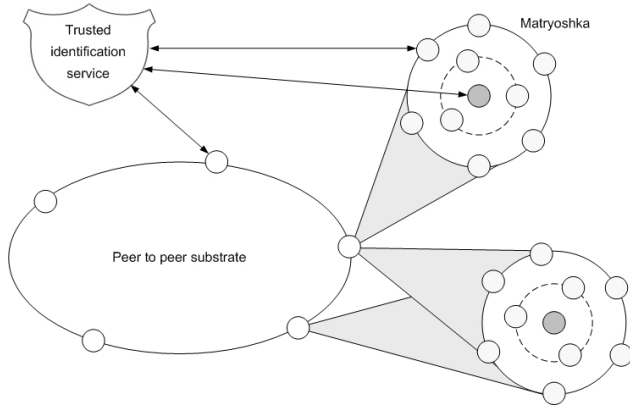 Trusted
identification
service
Matryoshka
Peer to peer substrate